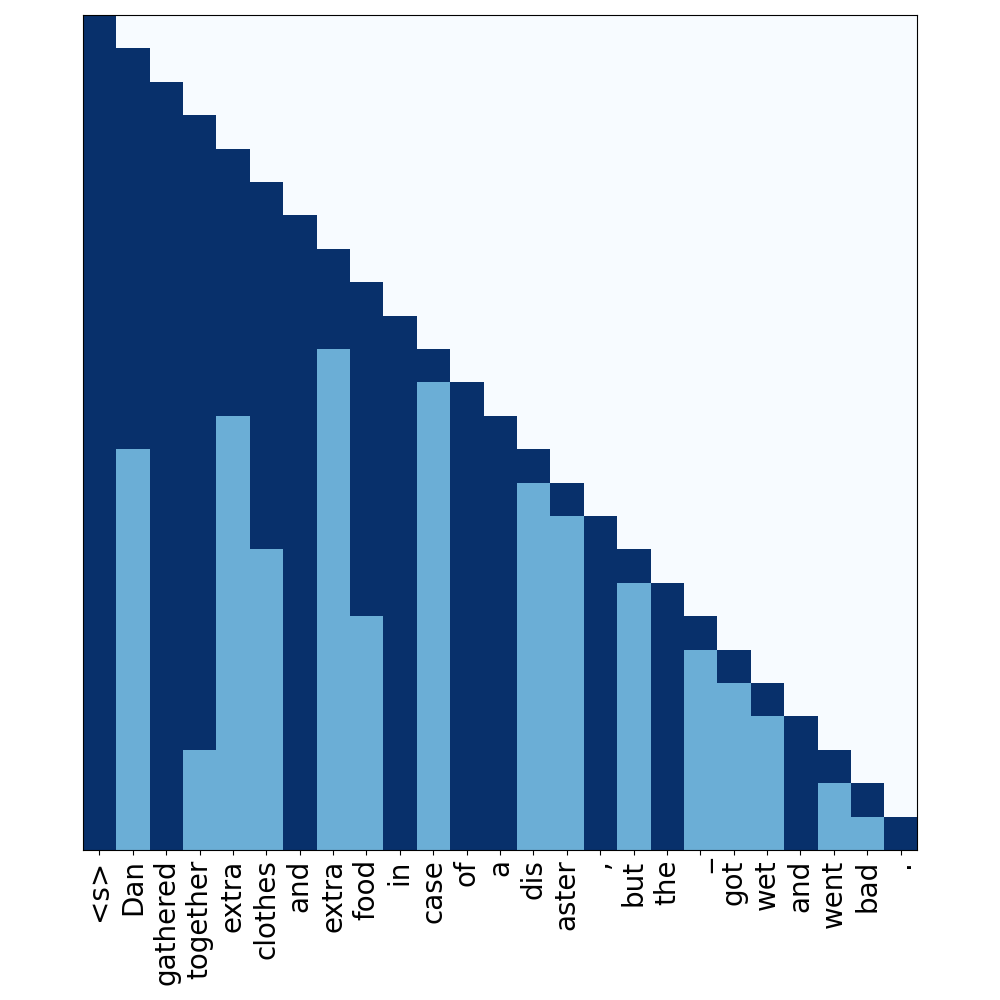 <s>
Dan
gathered
together
extra
clothes
and
extra
food
in
case
of
a
dis
aster
,
but
the
_
got
wet
and
went
bad
.